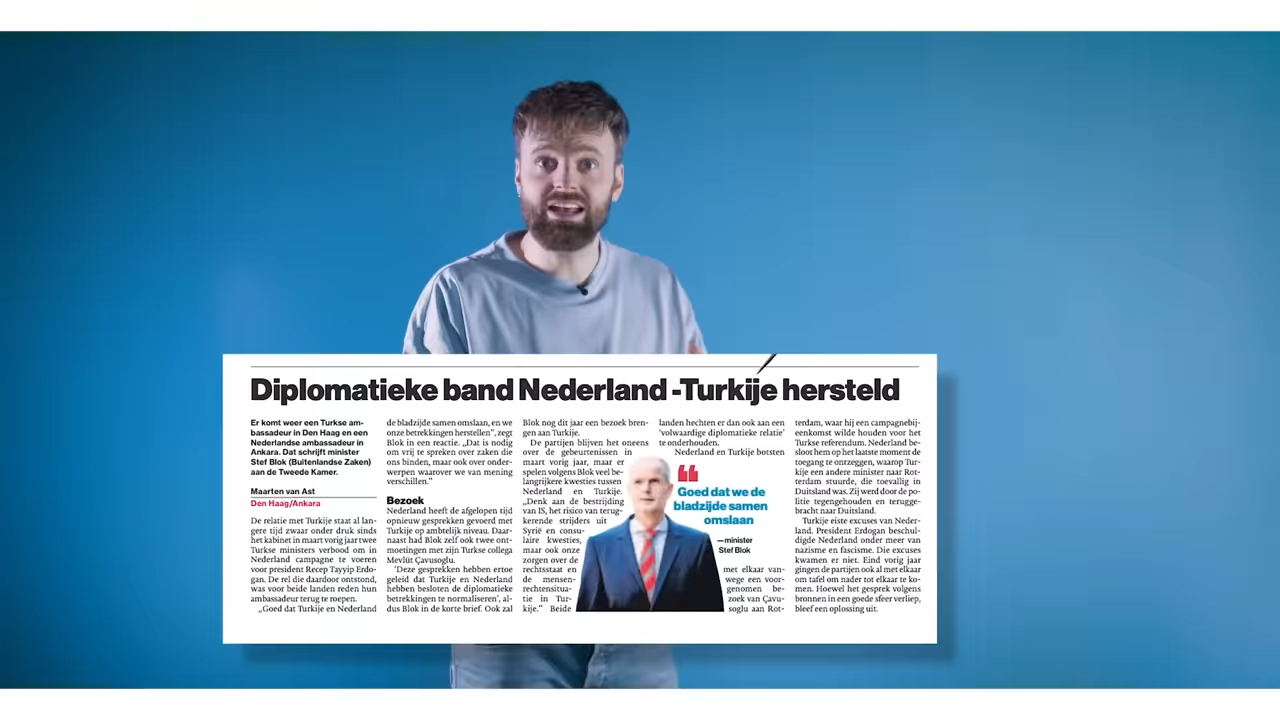 Diplomatieke band Nederland -Turkije hersteld
Er komt weer een Turkse am-
bassadeur in Den Haag en een
Nederlandse ambassadeur in
Ankara. Dat schrijft minister
Stef Blok (Buitenlandse Zaken)
aan de Tweede Kamer.
Maarten van Ast
Den Haag/Ankara
De relatie met Turkije staat al lan-
gere tijd zwaar onder druk sinds
het kabinet in maart vorig jaar twee
Turkse ministers verbood om in
Nederland campagne te voeren
voor president Recep Tayyip Erdo-
gan. De rel die daardoor ontstond,
was voor beide landen reden hun
ambassadeur terug te roepen.
„Goed dat Turkije en Nederland
de bladzijde samen omslaan, en we
onze betrekkingen herstellen”, zegt
Blok in een reactie. „Dat is nodig
om vrij te spreken over zaken die
ons binden, maar ook over onder-
werpen waarover we van mening
verschillen.”
Bezoek
Nederland heeft de afgelopen tijd
opnieuw gesprekken gevoerd met
Turkije op ambtelijk niveau. Daar-
naast had Blok zelf ook twee ont-
moetingen met zijn Turkse collega
Mevlüt Çavusoglu.
‘Deze gesprekken hebben ertoe
geleid dat Turkije en Nederland
hebben besloten de diplomatieke
betrekkingen te normaliseren’, al-
dus Blok in de korte brief. Ook zal
Blok nog dit jaar een bezoek bren-
gen aan Turkije.
De partijen blijven het oneens
over de gebeurtenissen in
maart vorig jaar, maar er
spelen volgens Blok veel be-
langrijkere kwesties tussen
Nederland en Turkije.
„Denk aan de bestrijding
van IS, het risico van terug-
kerende strijders uit
Syrië en consu-
laire kwesties,
maar ook onze
zorgen over de
rechtsstaat en
de mensen-
rechtensitua-
tie in Tur-
kije.” Beide
landen hechten er dan ook aan een
‘volwaardige diplomatieke relatie’
te onderhouden.
Nederland en Turkije botsten
Goed dat we de
bladzijde samen
omslaan
—minister
Stef Blok
met elkaar van-
wege een voor-
genomen be-
zoek van Çavu-
soglu aan Rot-
terdam, waar hij een campagnebij-
eenkomst wilde houden voor het
Turkse referendum. Nederland be-
sloot hem op het laatste moment de
toegang te ontzeggen, waarop Tur-
kije een andere minister naar Rot-
terdam stuurde, die toevallig in
Duitsland was. Zij werd door de po-
litie tegengehouden en terugge-
bracht naar Duitsland.
Turkije eiste excuses van Neder-
land. President Erdogan beschul-
digde Nederland onder meer van
nazisme en fascisme. Die excuses
kwamen er niet. Eind vorig jaar
gingen de partijen ook al met elkaar
om tafel om nader tot elkaar te ko-
men. Hoewel het gesprek volgens
bronnen in een goede sfeer verliep,
bleef een oplossing uit.